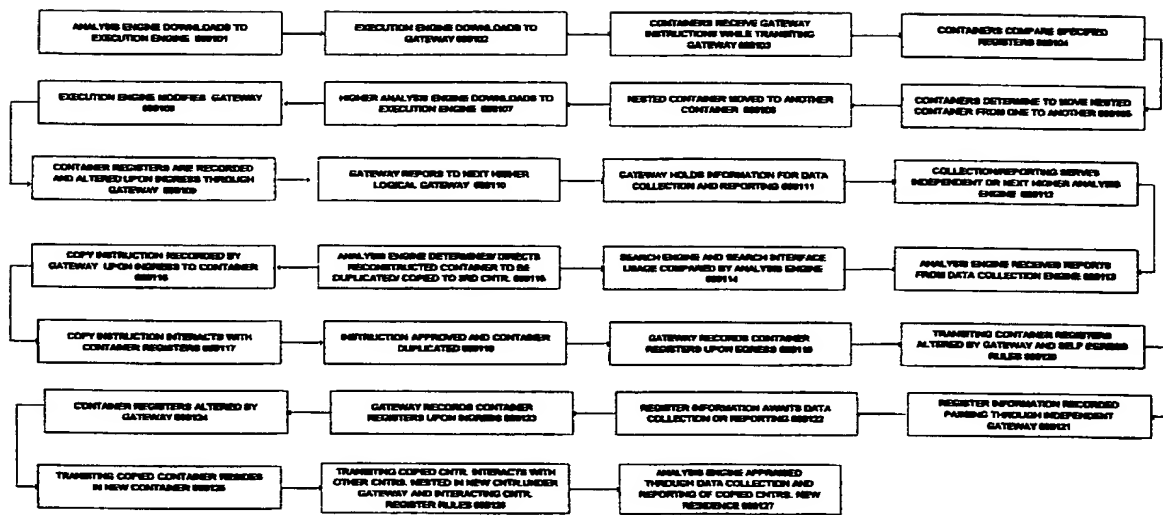 ANALYSIS ENGINE DOWNLOADS TO
EXECUTION ENGINE
EXECUTION ENGINE DOWNLOADS TO
GATEWAY
CONTAINERS RECEIVE GATEWAY
INSTRUCTIONS WHILE TRANSITING
GATEWAY
CONTAINERS COMPARE SPECIFIED
REGISTERS
CONTAINERS DETERMINE TO MOVE NESTED
CONTAINER FROM ONE TO ANOTHER
NESTED CONTAINER MOVED TO ANOTHER
CONTAINER
HIGHER ANALYSIS ENGINE DOWNLOADS TO
EXECUTION ENGINE
EXECUTION ENGINE MODIFIES GATEWAY
CONTAINER REGISTERS ARE RECORDED
AND ALTERED UPON INGRESS THROUGH
GATEWAY
GATEWAY REPORS TO NEXT HIGHER
LOGICAL GATEWAY
GATEWAY HOLDS INFORMATION FOR DATA
COLLECTION AND REPORTING
COLLECTION/REPORTING SERVES
INDEPENDENT OR NEXT HIGHER ANALYSIS
ENGINE
ANALYSIS ENGINE RECEIVES REPORTS
FROM DATA COLLECTION ENGINE
SEARCH ENGINE AND SEARCH INTERFACE
USAGE COMPARED BY ANALYSIS ENGINE
ANALYSIS ENGINE DETERMINES/ DIRECTS
RECONSTRUCTED CONTAINER TO BE
DUPLICATED/ COPIED TO 3RD CNTR.
COPY INSTRUCTION RECORDED BY
GATEWAY UPON INGRESS TO CONTAINER
COPY INSTRUCTION INTERACTS WITH
CONTAINER REGISTERS
INSTRUCTION APPROVED AND CONTAINER
DUPLICATED
GATEWAY RECORDS CONTAINER
REGISTERS UPON EGRESS
TRANSITING CONTAINER REGISTERS
ALTERED BY GATEWAY AND SELF
RULES
REGISTER INFORMATION RECORDED
PASSING THROUGH INDEPENDENT
GATEWAY
REGISTER INFORMATION AWAITS DATA
COLLECTION OR REPORTING
GATEWAY RECORDS CONTAINER
REGISTERS UPON INGRESS
CONTAINER REGISTERS ALTERED BY
GATEWAY
TRANSITING COPIED CONTAINER RESIDES
IN NEW CONTAINER
TRANSITING COPIED CNTR. INTERACTS WITH
OTHER CNTRS. NESTED IN NEW CNTR.UNDER
GATEWAY AND INTERACTING CNTR.
REGISTER RULES
ANALYSIS ENGINE APPRAISED
THROUGH DATA COLLECTION AND
REPORTING OF COPIED CNTRS. NEW
RESIDENCE